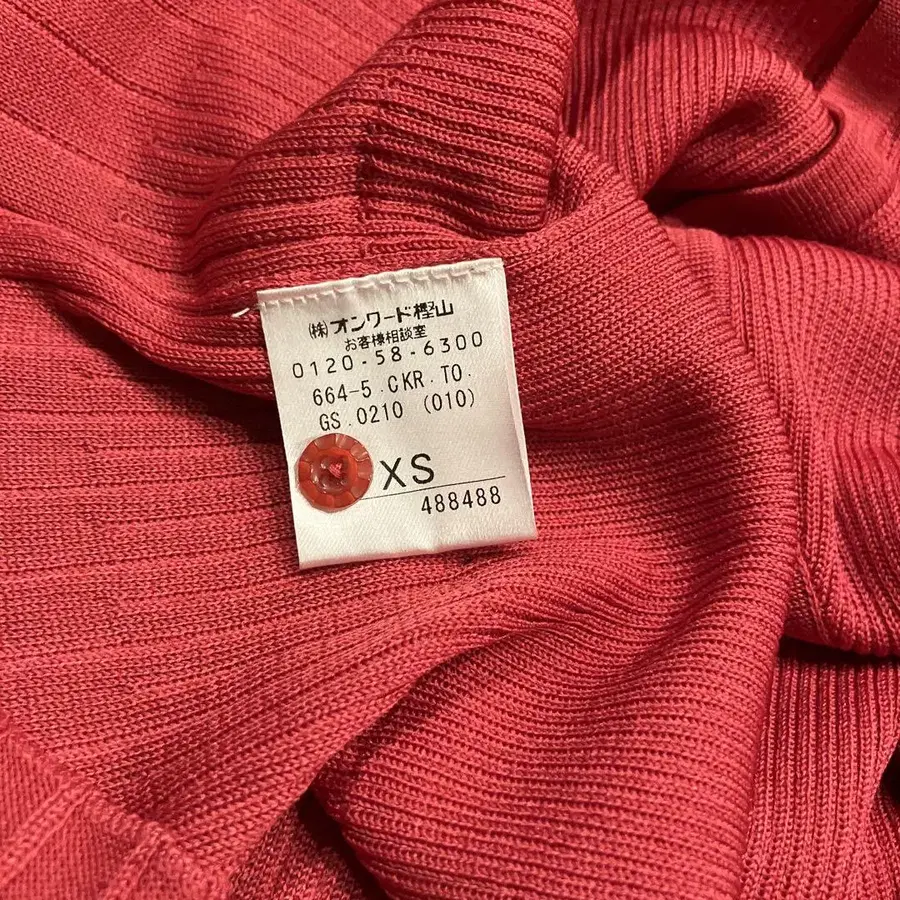 (株)オンワード樫山
お客様相談室
0120-58-6300
664-5.CKR.TO.
GS.0210 (010)
XS
488488